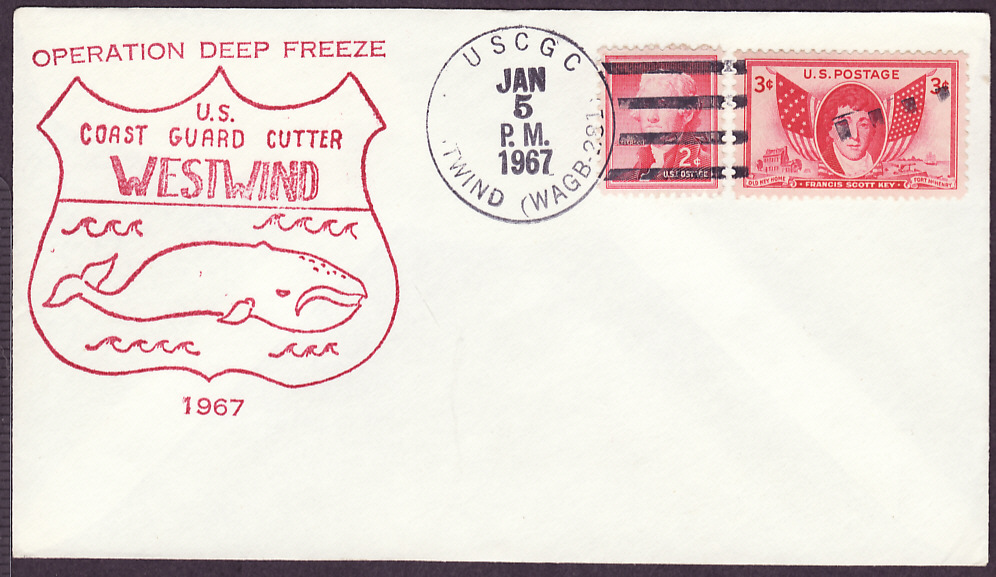 OPERATION DEEP FREEZE
U.S.
COAST GUARD CUTTER
WESTWIND
1967
USCGC
TWIND (WAGB-281)
JAN
5
P. M.
1967
2¢
U.S. POSTAGE
U.S. POSTAGE
3¢ 3¢
OLD KEY HOME
FRANCIS SCOTT KEY
FORT McHENRY